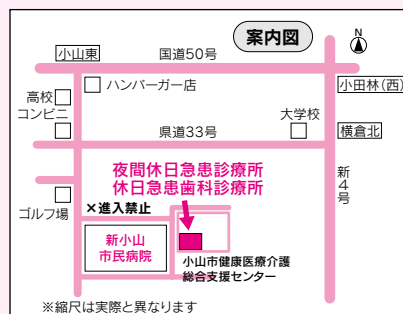 案内図
N
小山東
国道50号
ハンバーガー店
小田林(西)
高校
コンビニ
大学校
県道33号
横倉北
夜間休日急患診療所
休日急患歯科診療所
新4号
ゴルフ場
×進入禁止
新小山
市民病院
小山市健康医療介護
総合支援センター
※縮尺は実際と異なります